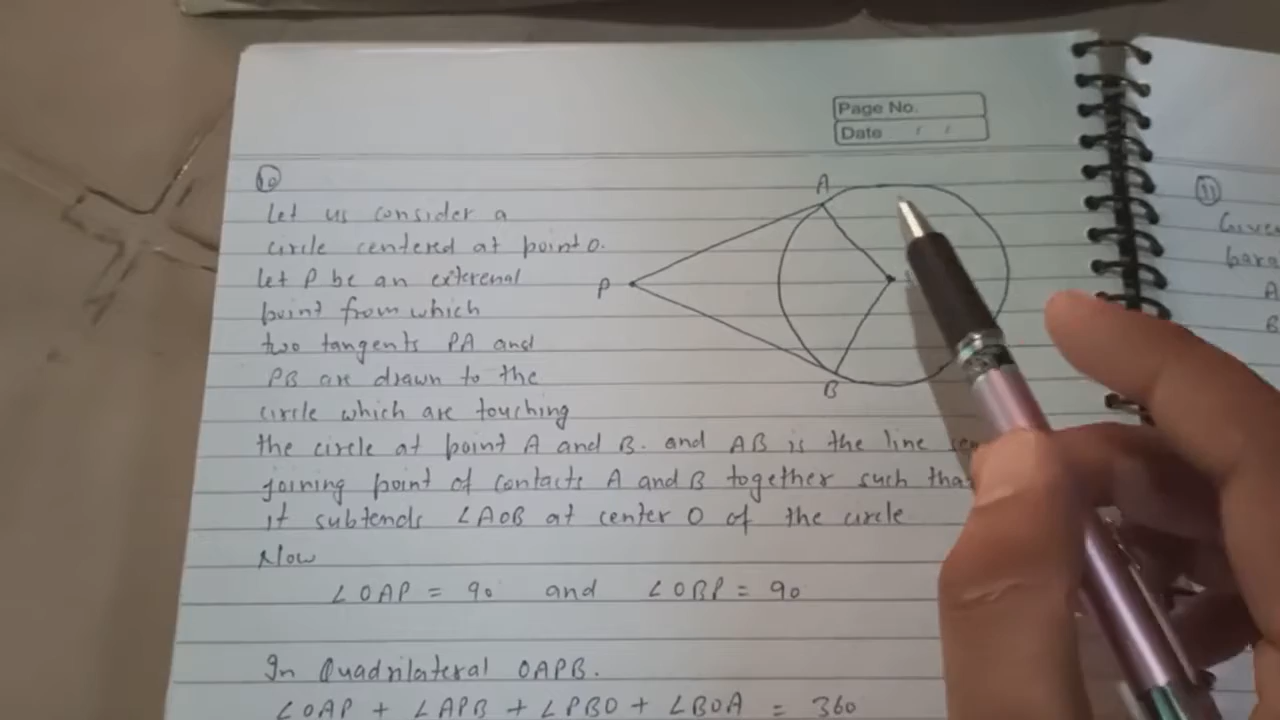 Page No.
Date / /
10
A
Let us consider a
circle centered at point O.
Let P be an exterenal
P
point from which
two tangents PA and
PB are drawn to the
B
circle which are touching
the circle at point A and B. and AB is the line
joining point of contacts A and B together such
it subtends ∠AOB at center O of the circle
Now
∠OAP = 90 and ∠OBP = 90
In Quadrilateral OAPB.
∠OAP + ∠APB + ∠PBO + ∠BOA = 360
11
A
B